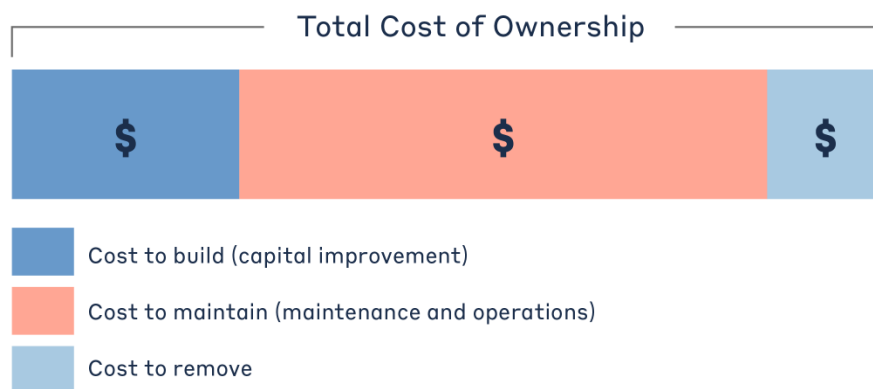 Total Cost of Ownership
$ $ $
Cost to build (capital improvement)
Cost to maintain (maintenance and operations)
Cost to remove